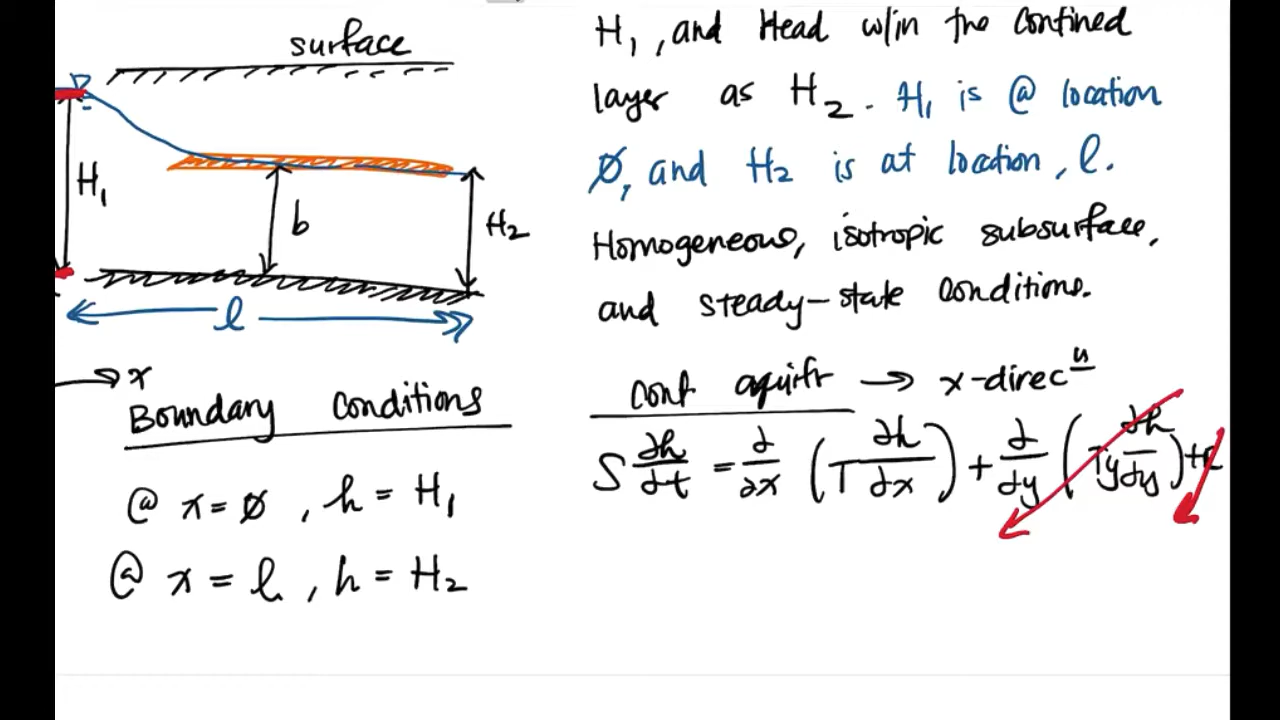 surface
H₁
b
H₂
l
x
Boundary Conditions
@ x = ∅ , h = H₁
@ x = l , h = H₂
H₁ , and Head w/in the confined
layer as H₂. H₁ is @ location
∅, and H₂ is at location, l.
Homogeneous, isotropic subsurface,
and steady-state conditions.
Conf aquifr → x-direcⁿ
S ∂h/∂t = ∂/∂x (T ∂h/∂x) + ∂/∂y (Ty ∂h/∂y) +